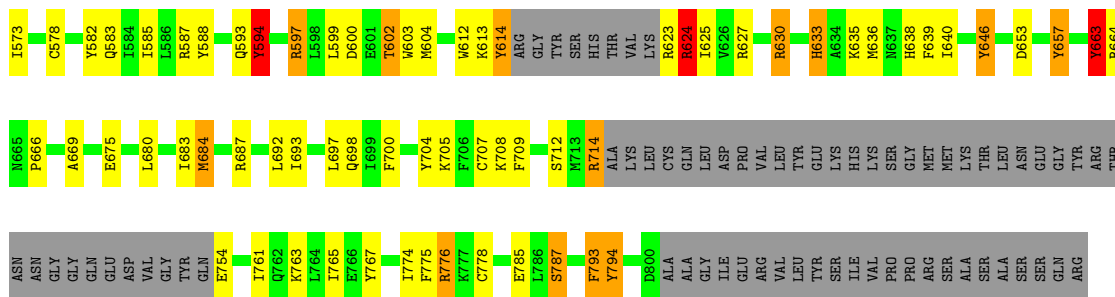 I573 C578 Y582 Q583 I584 I585 L586 R587 Y588 Q593 Y594 R597 L598 L599 D600 E601 T602 W603 M604 W612 K613 Y614 ARG GLY TYR SER HIS THR VAL LYS R623 R624 I625 V626 R627 R630 H633 A634 K635 M636 N637 H638 F639 I640 Y646 D653 Y657 Y663 R664
N665 P666 A669 E675 L680 I683 M684 R687 L692 I693 L697 Q698 I699 F700 Y704 K705 F706 C707 K708 F709 S712 M713 R714 ALA LYS LEU CYS GLN LEU ASP PRO VAL LEU TYR GLU LYS HIS LYS SER GLY MET MET LYS THR LEU ASN GLU GLY TYR ARG THR
ASN ASN GLY GLY GLN GLU ASP VAL GLY TYR GLN E754 I761 Q762 K763 C764 I765 E766 Y767 I774 F775 R776 K777 C778 E785 L786 S787 F793 Y794 D800 ALA ALA GLY ILE GLU ARG VAL LEU TYR SER ILE VAL PRO PRO ARG SER ALA SER ALA SER SER GLN ARG